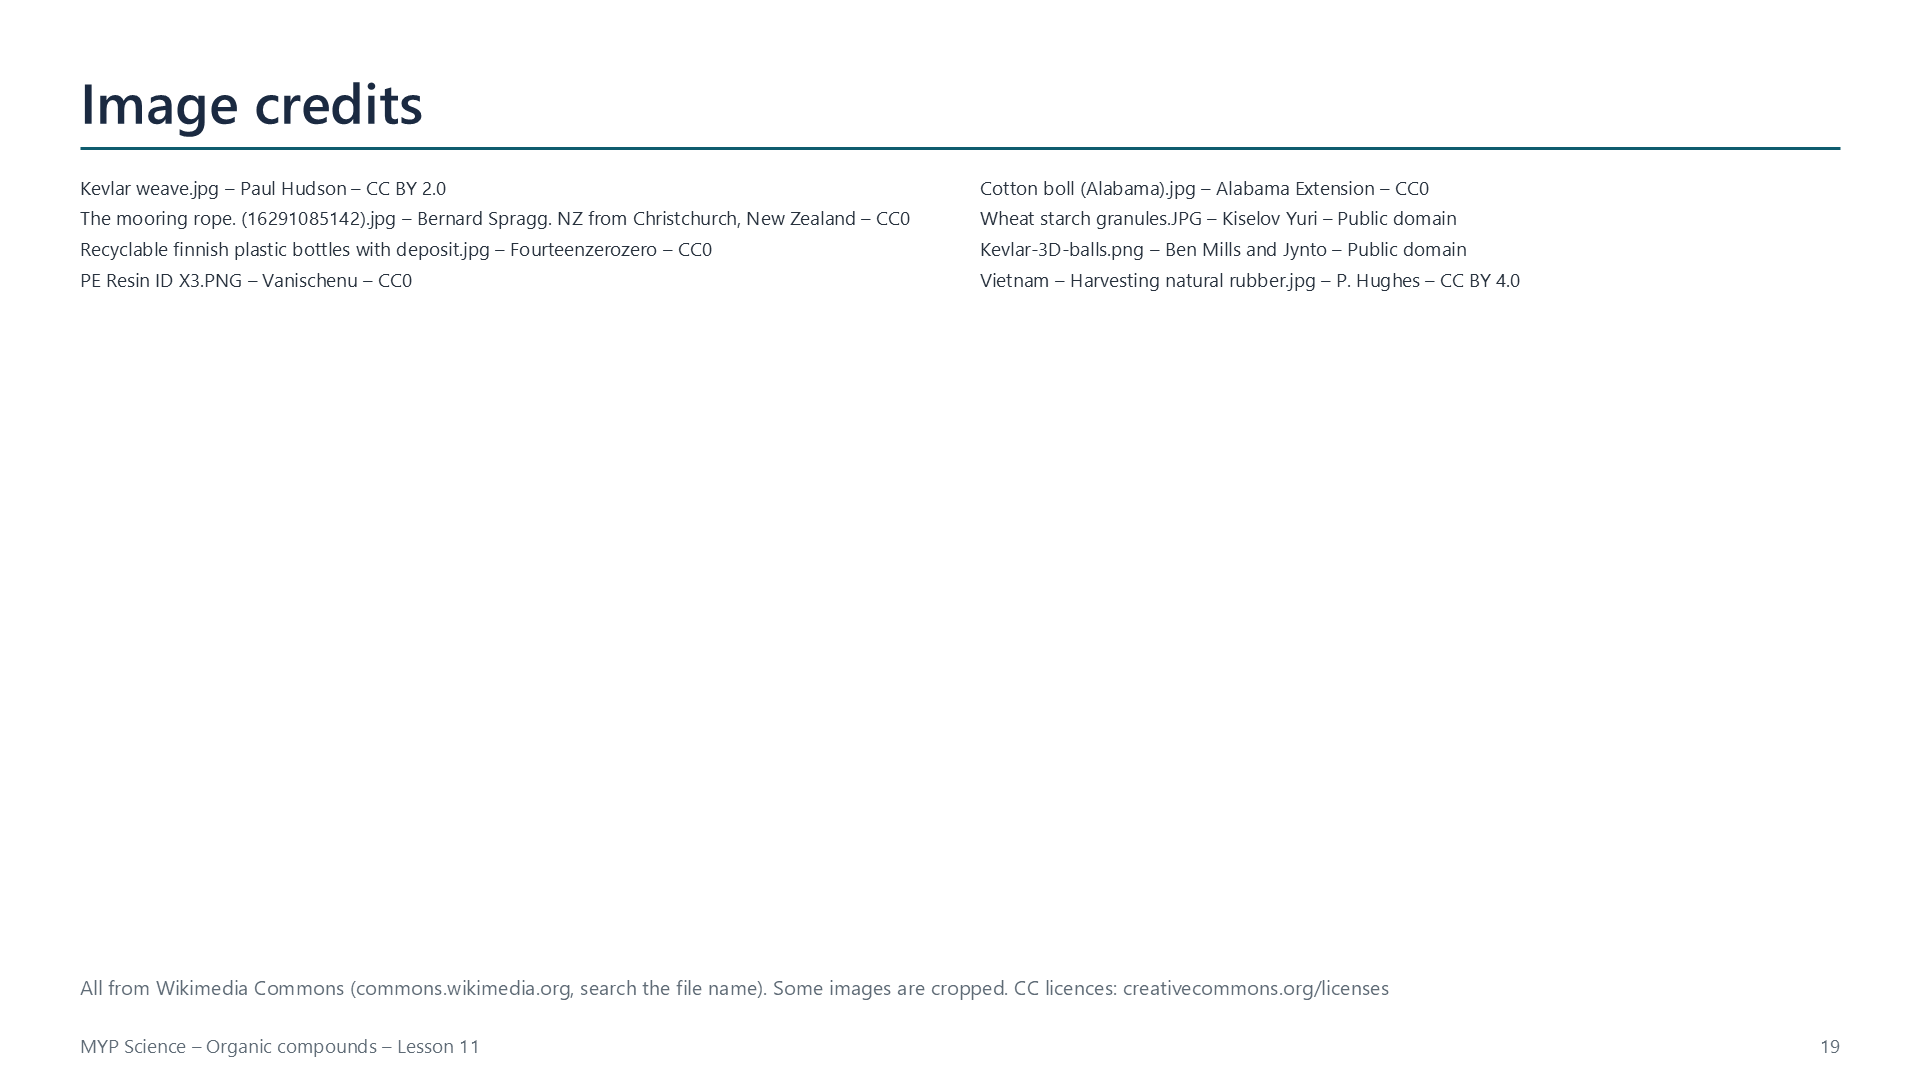 Image credits
Kevlar weave.jpg – Paul Hudson – CC BY 2.0
The mooring rope. (16291085142).jpg – Bernard Spragg. NZ from Christchurch, New Zealand – CC0
Recyclable finnish plastic bottles with deposit.jpg – Fourteenzerozero – CC0
PE Resin ID X3.PNG – Vanischenu – CC0
Cotton boll (Alabama).jpg – Alabama Extension – CC0
Wheat starch granules.JPG – Kiselov Yuri – Public domain
Kevlar-3D-balls.png – Ben Mills and Jynto – Public domain
Vietnam – Harvesting natural rubber.jpg – P. Hughes – CC BY 4.0
All from Wikimedia Commons (commons.wikimedia.org, search the file name). Some images are cropped. CC licences: creativecommons.org/licenses
MYP Science – Organic compounds – Lesson 11
19